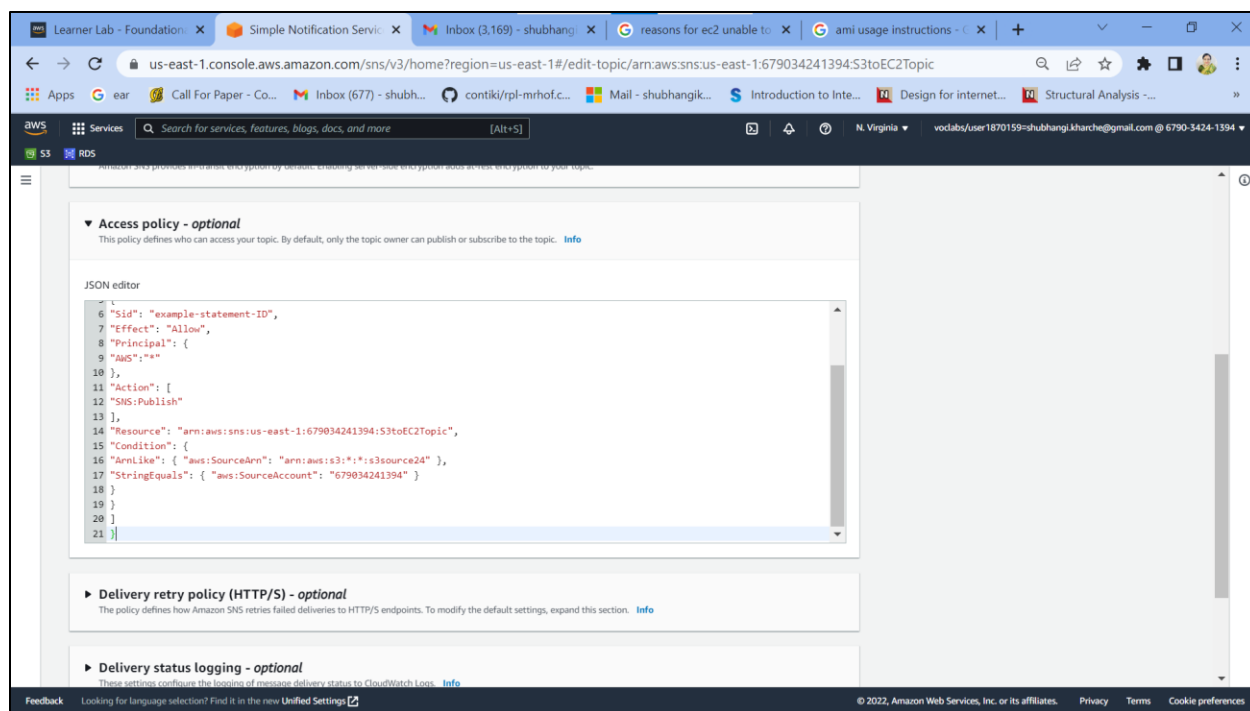 Learner Lab - Foundation
Simple Notification Servic
Inbox (3,169) - shubhangi
reasons for ec2 unable to
ami usage instructions - G
us-east-1.console.aws.amazon.com/sns/v3/home?region=us-east-1#/edit-topic/arn:aws:sns:us-east-1:679034241394:S3toEC2Topic
Apps
ear
Call For Paper - Co...
Inbox (677) - shubh...
contiki/rpl-mrhof.c...
Mail - shubhangik...
Introduction to Inte...
Design for internet...
Structural Analysis -...
»
aws
Services
Search for services, features, blogs, docs, and more
[Alt+S]
N. Virginia
voclabs/user1870159=shubhangi.kharche@gmail.com @ 6790-3424-1394
S3
RDS
Amazon SNS provides in-transit encryption by default. Enabling server-side encryption adds at-rest encryption to your topic.
Access policy - optional
This policy defines who can access your topic. By default, only the topic owner can publish or subscribe to the topic. Info
JSON editor
5 {
6 "Sid": "example-statement-ID",
7 "Effect": "Allow",
8 "Principal": {
9 "AWS":"*"
10 },
11 "Action": [
12 "SNS:Publish"
13 ],
14 "Resource": "arn:aws:sns:us-east-1:679034241394:S3toEC2Topic",
15 "Condition": {
16 "ArnLike": { "aws:SourceArn": "arn:aws:s3:*:*:s3source24" },
17 "StringEquals": { "aws:SourceAccount": "679034241394" }
18 }
19 }
20 ]
21 }
Delivery retry policy (HTTP/S) - optional
The policy defines how Amazon SNS retries failed deliveries to HTTP/S endpoints. To modify the default settings, expand this section. Info
Delivery status logging - optional
These settings configure the logging of message delivery status to CloudWatch Logs. Info
Feedback
Looking for language selection? Find it in the new Unified Settings
© 2022, Amazon Web Services, Inc. or its affiliates.
Privacy
Terms
Cookie preferences